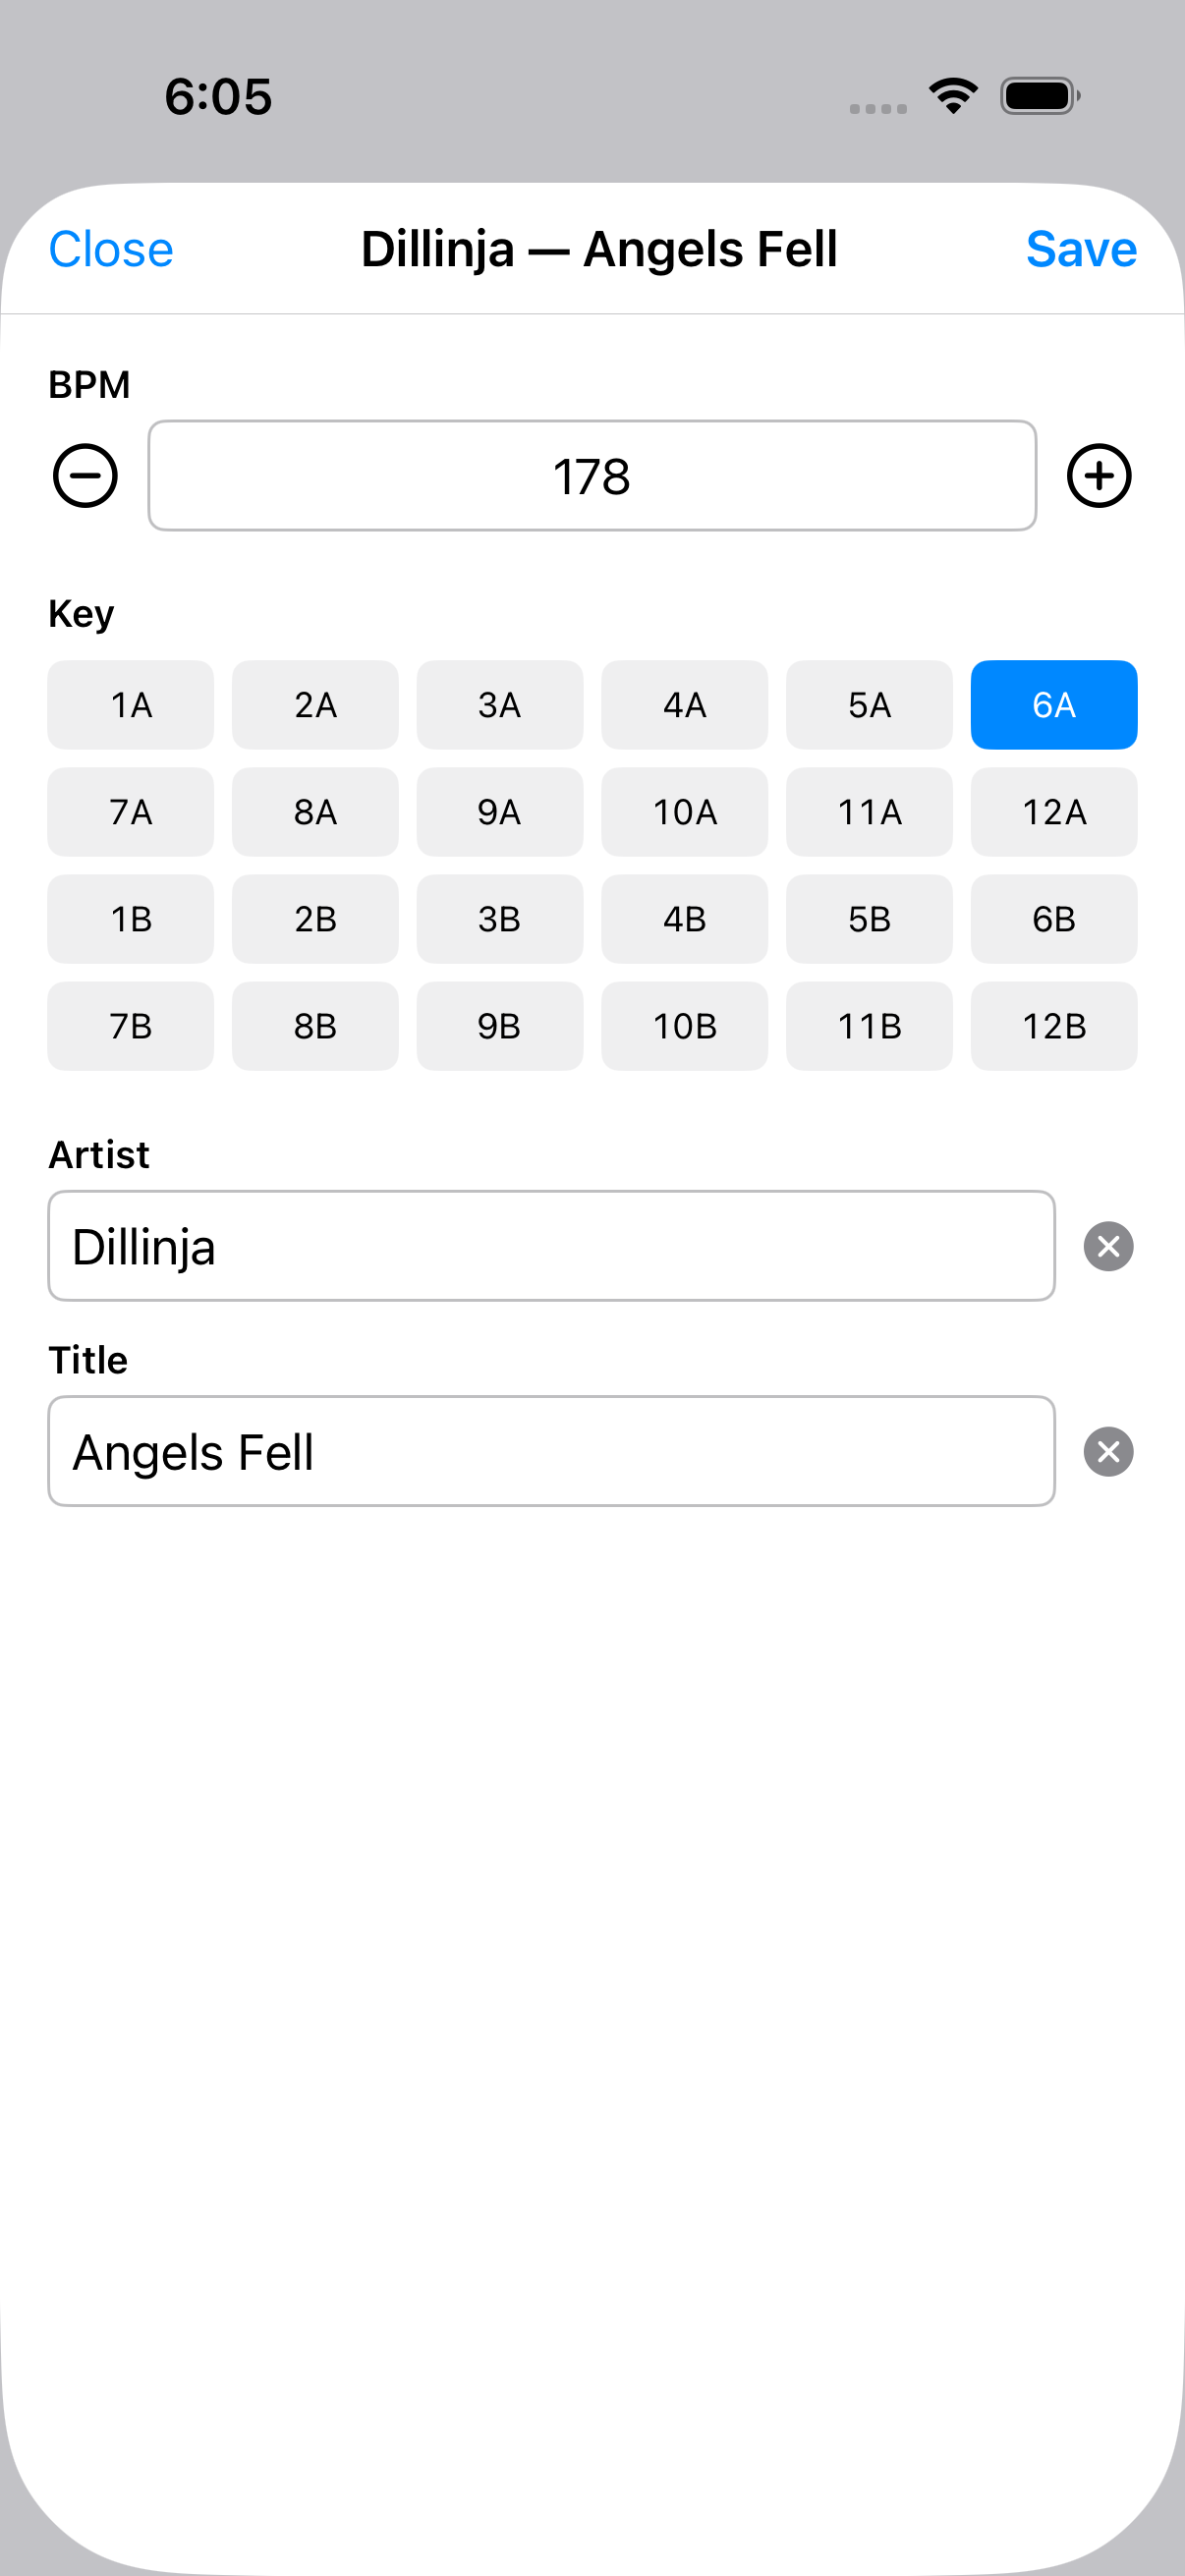 6:05
Close Dillinja — Angels Fell Save
BPM
178
Key
1A 2A 3A 4A 5A 6A
7A 8A 9A 10A 11A 12A
1B 2B 3B 4B 5B 6B
7B 8B 9B 10B 11B 12B
Artist
Dillinja
Title
Angels Fell